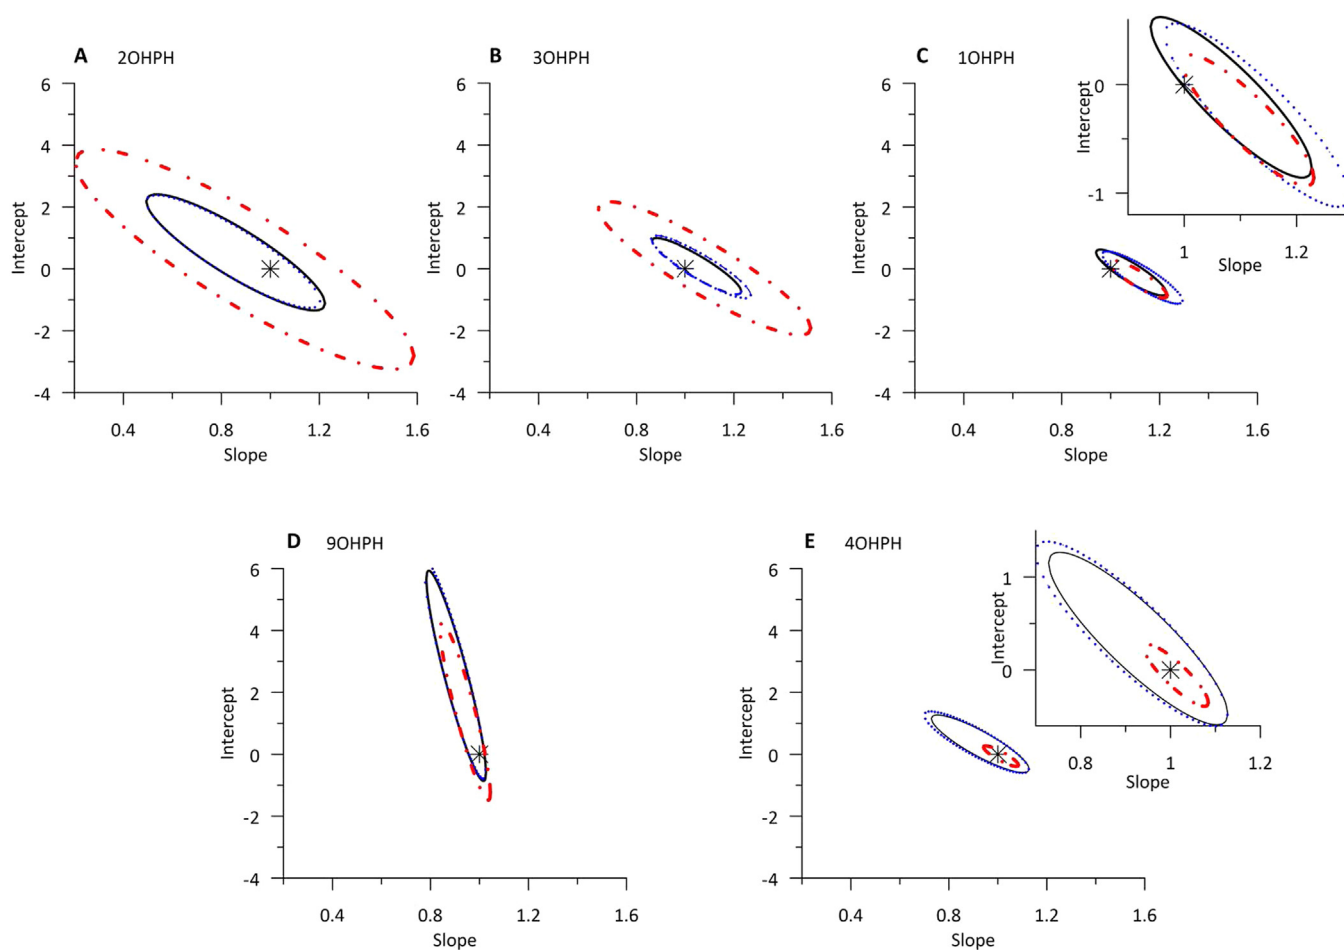 A 2OHPH
6
4
2
0
-2
-4
Intercept
0.4 0.8 1.2 1.6
Slope
B 3OHPH
6
4
2
0
-2
-4
Intercept
0.4 0.8 1.2 1.6
Slope
C 1OHPH
6
4
2
0
-2
-4
Intercept
0.4 0.8 1.2 1.6
Slope
0
-1
Intercept
1 1.2
Slope
D 9OHPH
6
4
2
0
-2
-4
Intercept
0.4 0.8 1.2 1.6
Slope
E 4OHPH
6
4
2
0
-2
-4
Intercept
0.4 0.8 1.2 1.6
Slope
1
0
Intercept
0.8 1 1.2
Slope